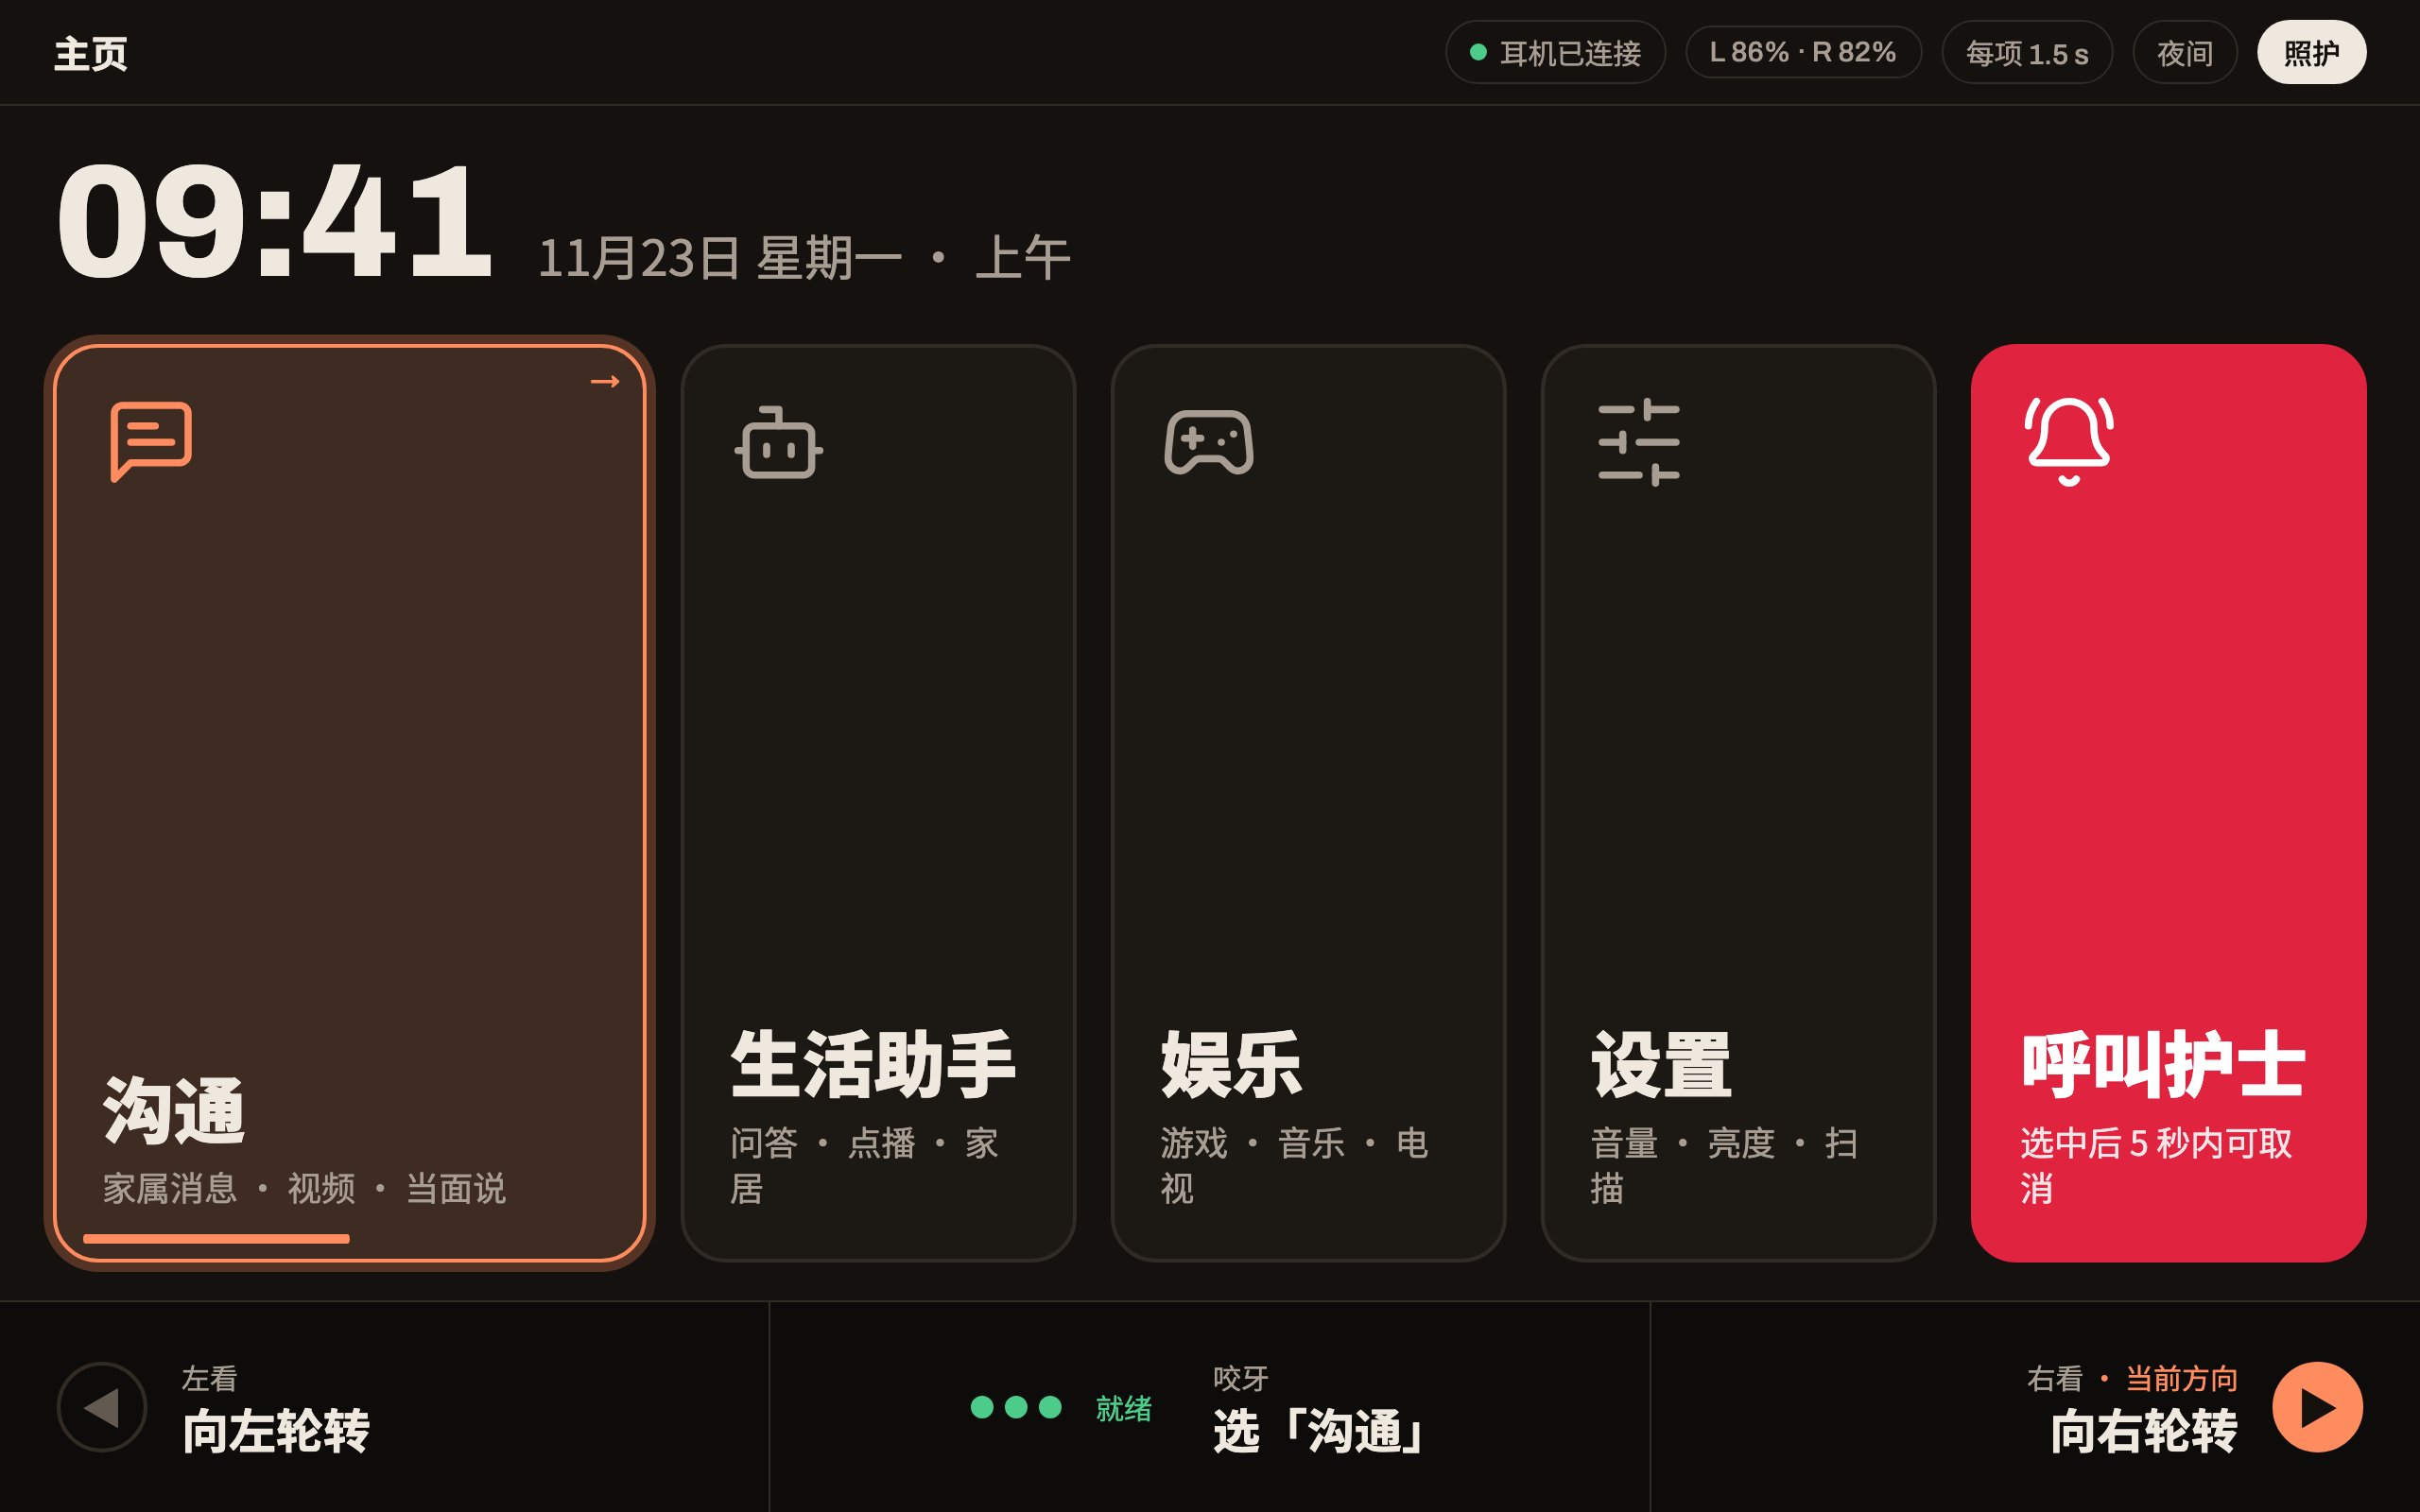 主页
耳机已连接
L 86% · R 82%
每项 1.5 s
夜间
照护
09:41
11月23日 星期一 · 上午
→
沟通
家属消息 · 视频 · 当面说
生活助手
问答 · 点播 · 家
居
娱乐
游戏 · 音乐 · 电
视
设置
音量 · 亮度 · 扫
描
呼叫护士
选中后 5 秒内可取
消
左看
向左轮转
就绪
咬牙
选「沟通」
右看 · 当前方向
向右轮转